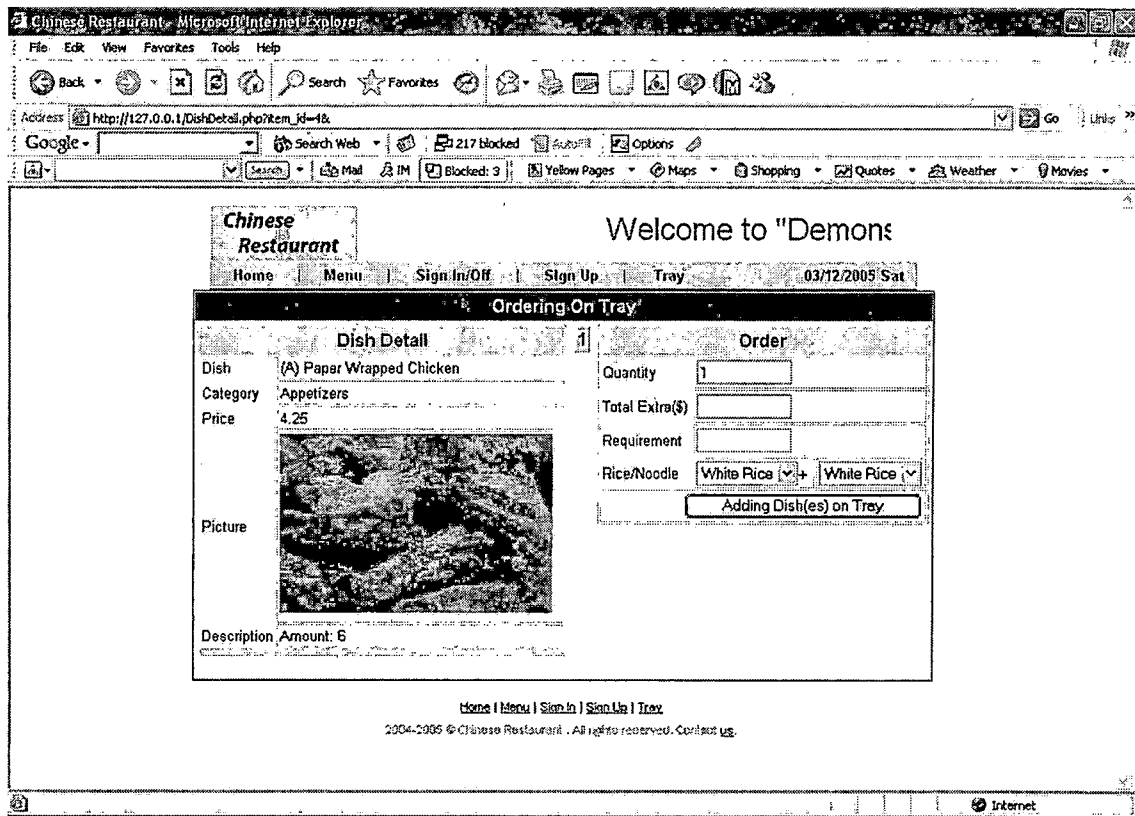 Chinese Restaurant - Microsoft Internet Explorer
File Edit View Favorites Tools Help
Back Search Favorites
Address http://127.0.0.1/DishDetail.php?item_id=4& Go Links »
Google Search Web 217 blocked AutoFill Options
Search Mail IM Blocked: 3 Yellow Pages Maps Shopping Quotes Weather Movies
Chinese
Restaurant
Welcome to "Demons
Home | Menu | Sign In/Off | Sign Up | Tray 03/12/2005 Sat
Ordering On Tray
Dish Detail 1 Order
Dish (A) Paper Wrapped Chicken
Category Appetizers
Price 4.25
Picture
Description Amount: 6
Quantity 1
Total Extra($)
Requirement
Rice/Noodle White Rice + White Rice
Adding Dish(es) on Tray
Home | Menu | Sign In | Sign Up | Tray
2004-2005 © Chinese Restaurant . All rights reserved. Contact us.
Internet